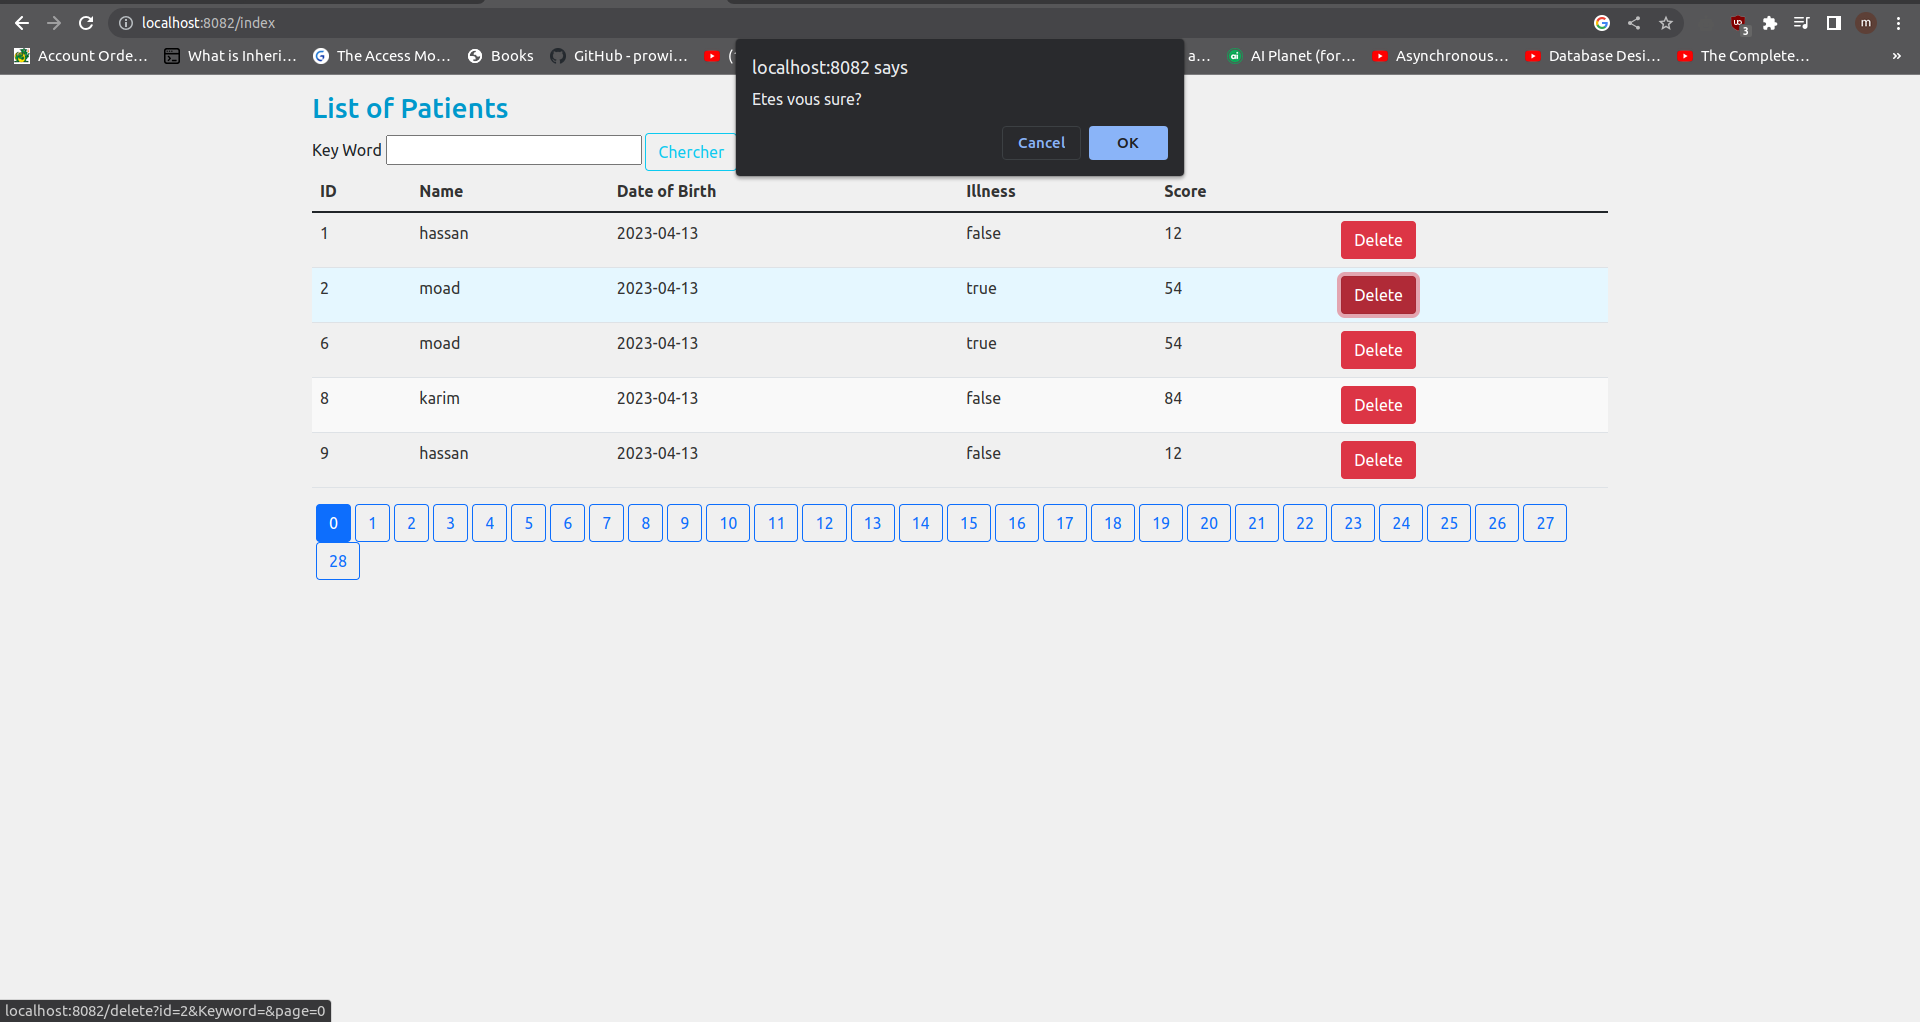 localhost:8082/index
3
m
Account Orde...
What is Inheri...
The Access Mo...
Books
GitHub - prowi...
a...
AI Planet (for...
Asynchronous...
Database Desi...
The Complete...
»
localhost:8082 says
Etes vous sure?
Cancel
OK
List of Patients
Key Word
Chercher
ID Name Date of Birth Illness Score
1 hassan 2023-04-13 false 12 Delete
2 moad 2023-04-13 true 54 Delete
6 moad 2023-04-13 true 54 Delete
8 karim 2023-04-13 false 84 Delete
9 hassan 2023-04-13 false 12 Delete
0 1 2 3 4 5 6 7 8 9 10 11 12 13 14 15 16 17 18 19 20 21 22 23 24 25 26 27
28
localhost:8082/delete?id=2&Keyword=&page=0